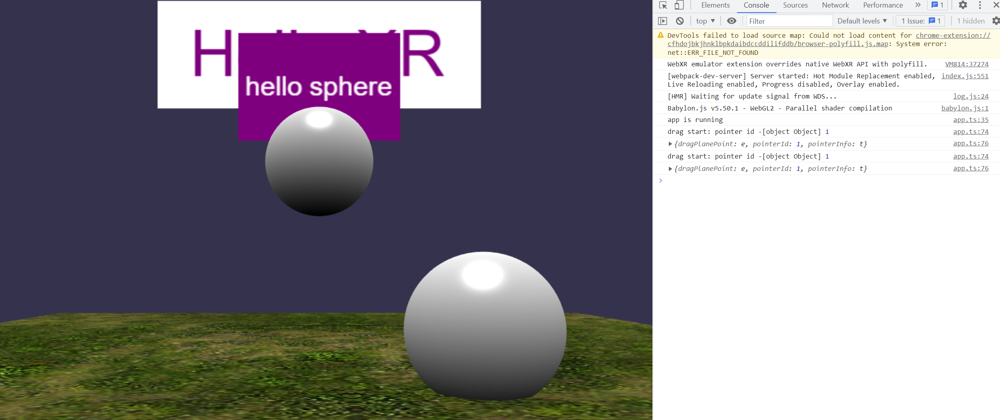 hello sphere
Elements Console Sources Network Performance » 1
top ▼ Filter Default levels ▼ 1 Issue: 1 1 hidden
DevTools failed to load source map: Could not load content for chrome-extension://
cfhdojbkjhnklbpkdaibdccddilifddb/browser-polyfill.js.map: System error:
net::ERR_FILE_NOT_FOUND
WebXR emulator extension overrides native WebXR API with polyfill. VM814:37274
[webpack-dev-server] Server started: Hot Module Replacement enabled, index.js:551
Live Reloading enabled, Progress disabled, Overlay enabled.
[HMR] Waiting for update signal from WDS... log.js:24
Babylon.js v5.50.1 - WebGL2 - Parallel shader compilation babylon.js:1
app is running app.ts:35
drag start: pointer id -[object Object] 1 app.ts:74
{dragPlanePoint: e, pointerId: 1, pointerInfo: t} app.ts:76
drag start: pointer id -[object Object] 1 app.ts:74
{dragPlanePoint: e, pointerId: 1, pointerInfo: t} app.ts:76